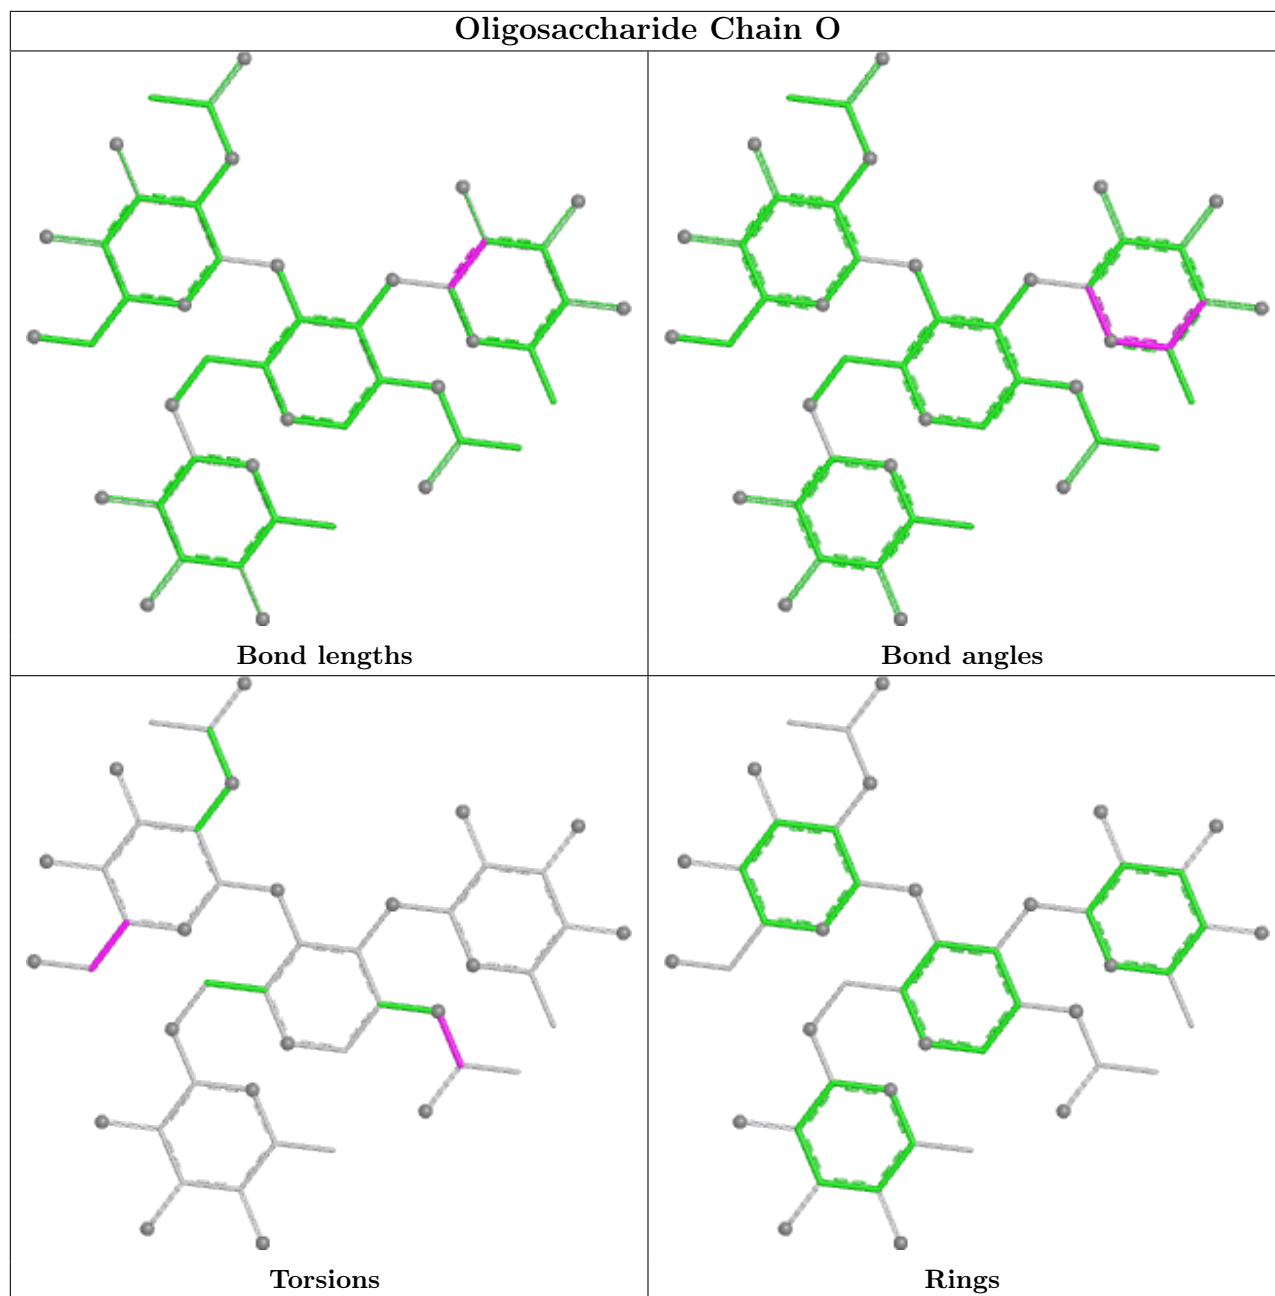 Oligosaccharide Chain O
Bond lengths
Bond angles
Torsions
Rings